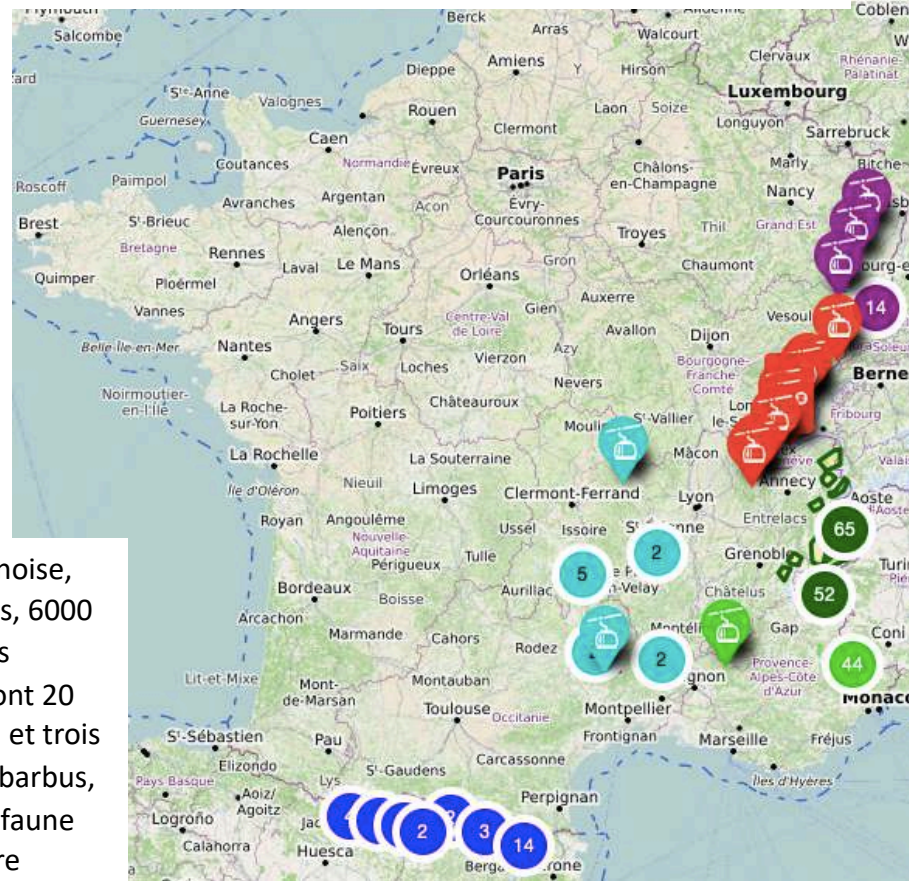 Salcombe
Berck
Arras
Walcourt
Clervaux
Rhénanie-
Palatinat
Dieppe
Amiens
Hirson
Sᵗᵉ-Anne
Valognes
Guernesey
Luxembourg
Rouen
Laon
Soize
Longuyon
Clermont
Sarrebruck
Caen
Coutances
Normandie
Évreux
Paris
Châlons-
en-Champagne
Marly
Bitche
Nancy
Roscoff
Paimpol
Avranches
Argentan
Acon
Évry-
Courcouronnes
Grand Est
Brest
Sᵗ-Brieuc
Alençon
Troyes
Thil
Bretagne
Rennes
Laval
Le Mans
Gron
Chaumont
Quimper
Ploërmel
Orléans
Vannes
Auxerre
14
Angers
Tours
Centre-Val
de Loire
Gien
Avallon
Belle-Île-en-Mer
Nantes
Saix
Loches
Vierzon
Azy
Dijon
Bourgogne-
Franche-
Comté
Cholet
Nevers
Noirmoutier-
en-l'Île
La Roche-
sur-Yon
Châteauroux
Fribourg
Poitiers
Sᵗ-Vallier
La Rochelle
La Souterraine
Mâcon
Annecy
Île d'Oléron
Nieuil
Limoges
Clermont-Ferrand
Lyon
Aoste
Royan
Angoulême
Ussel
Issoire
Entrelacs
65
Nouvelle-
Aquitaine
Périgueux
Tulle
2
Grenoble
5
Bordeaux
Boisse
Aurillac
Châtelus
52
Arcachon
Gap
Coni
Marmande
Cahors
Rodez
2
44
Lit-et-Mixe
Montauban
Provence-
Alpes-Côte
d'Azur
Mont-
de-Marsan
Toulouse
Occitanie
Montpellier
Monaco
Frontignan
Marseille
Fréjus
Sᵗ-Sébastien
Pau
Carcassonne
Elizondo
Lys
Sᵗ-Gaudens
Îles d'Hyères
Pays Basque
Aoiz/
Agoitz
Perpignan
Logroño
2
3
14
Calahorra
Huesca
noise,
s, 6000
s
ont 20
et trois
barbus,
faune
re